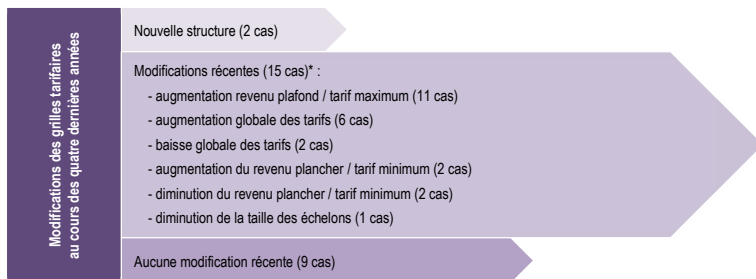 Modifications des grilles tarifaires
au cours des quatre dernières années
Nouvelle structure (2 cas)
Modifications récentes (15 cas)* :
- augmentation revenu plafond / tarif maximum (11 cas)
- augmentation globale des tarifs (6 cas)
- baisse globale des tarifs (2 cas)
- augmentation du revenu plancher / tarif minimum (2 cas)
- diminution du revenu plancher / tarif minimum (2 cas)
- diminution de la taille des échelons (1 cas)
Aucune modification récente (9 cas)